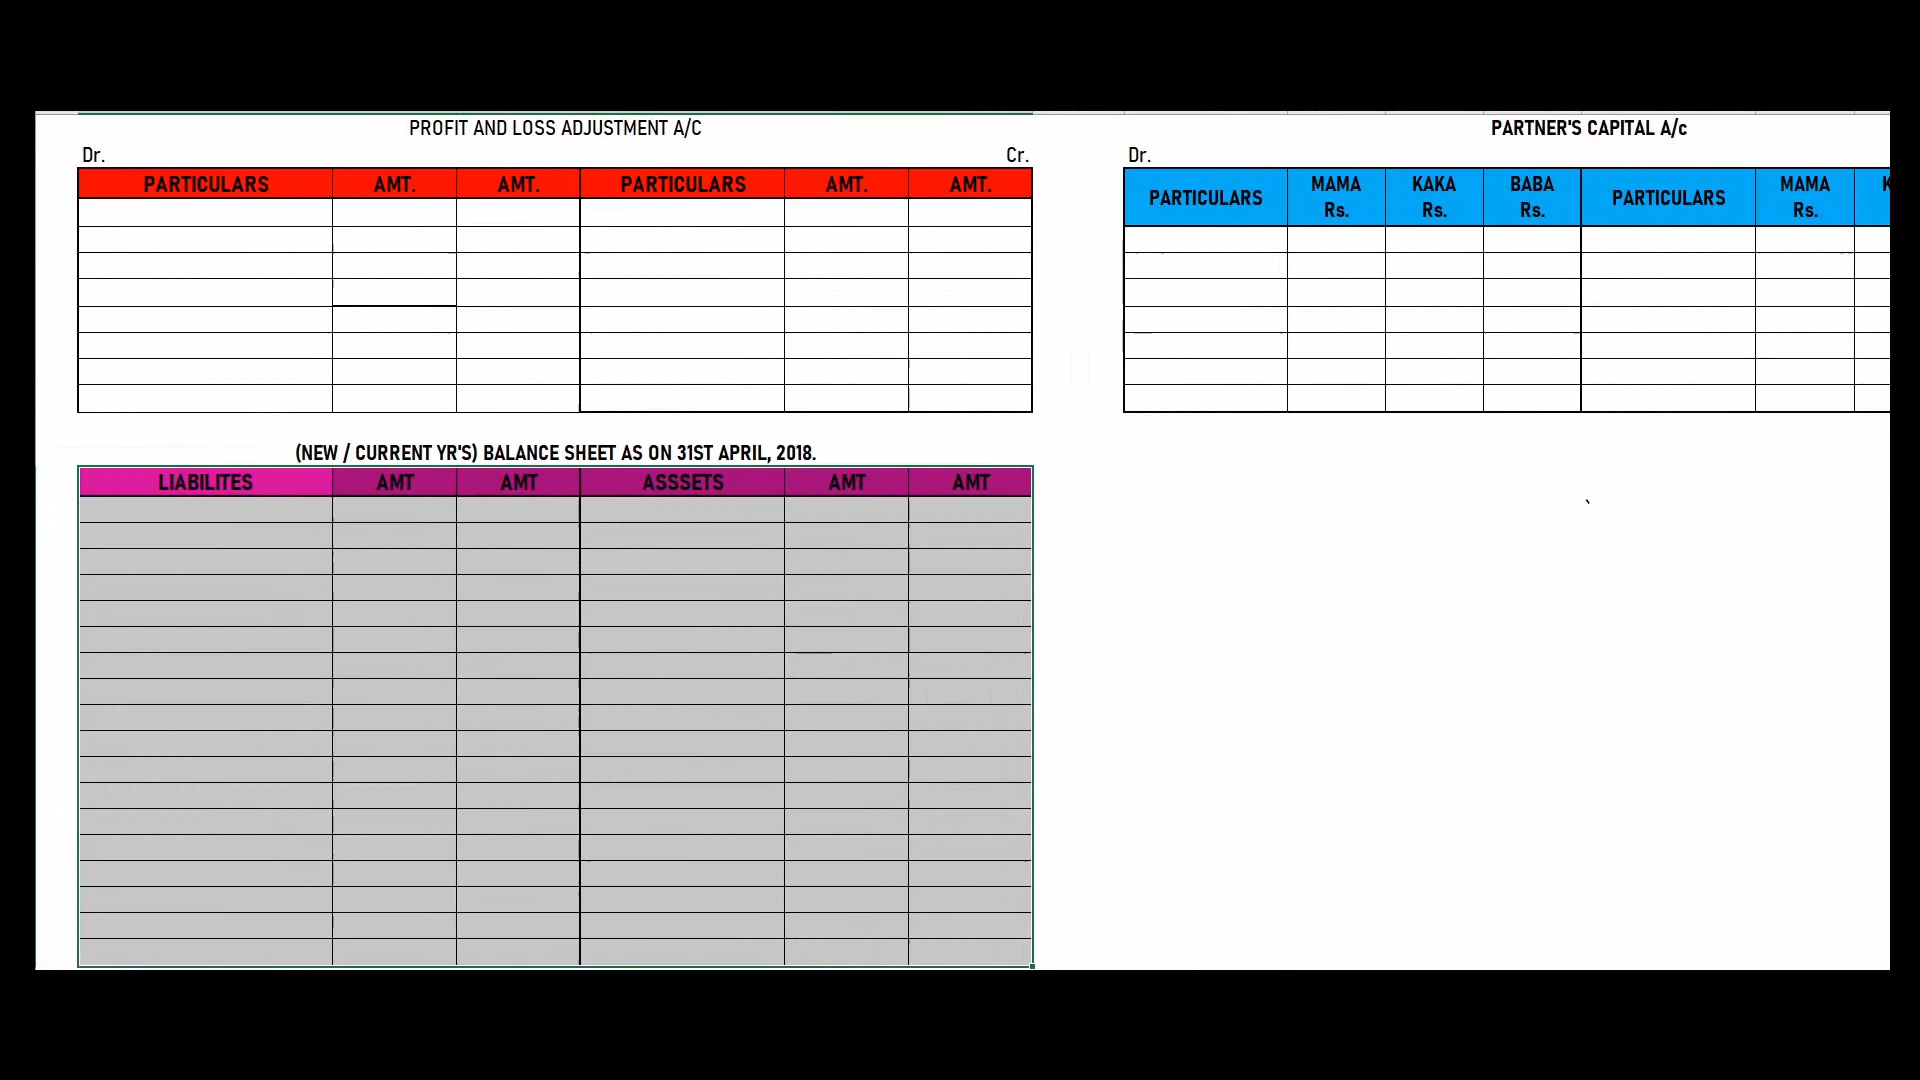 PROFIT AND LOSS ADJUSTMENT A/C
Dr. Cr.
PARTICULARS AMT. AMT. PARTICULARS AMT. AMT.
(NEW / CURRENT YR'S) BALANCE SHEET AS ON 31ST APRIL, 2018.
LIABILITES AMT AMT ASSSETS AMT AMT
PARTNER'S CAPITAL A/c
Dr.
PARTICULARS MAMA Rs. KAKA Rs. BABA Rs. PARTICULARS MAMA Rs. K